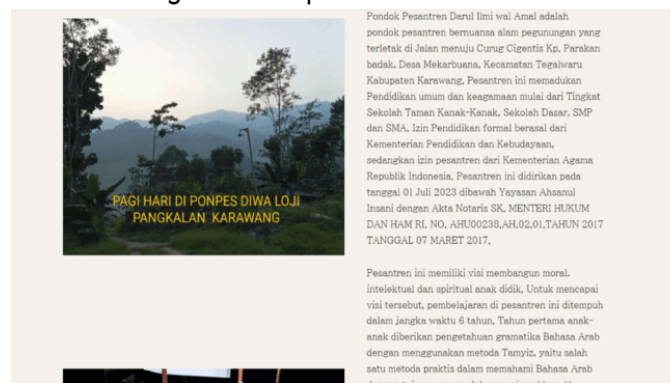 PAGI HARI DI PONPES DIWA LOJI
PANGKALAN KARAWANG
Pondok Pesantren Darul Ilmi wal Amal adalah
pondok pesantren bernuansa alam pegunungan yang
terletak di Jalan menuju Curug Cigentis Kp. Parakan
badak, Desa Mekarbuana, Kecamatan Tegalwaru
Kabupaten Karawang. Pesantren ini memadukan
Pendidikan umum dan keagamaan mulai dari Tingkat
Sekolah Taman Kanak-Kanak, Sekolah Dasar, SMP
dan SMA. Izin Pendidikan formal berasal dari
Kementerian Pendidikan dan Kebudayaan,
sedangkan izin pesantren dari Kementerian Agama
Republik Indonesia. Pesantren ini didirikan pada
tanggal 01 Juli 2023 dibawah Yayasan Ahsanul
Insani dengan Akta Notaris SK. MENTERI HUKUM
DAN HAM RI. NO. AHU00238.AH.02.01.TAHUN 2017
TANGGAL 07 MARET 2017.
Pesantren ini memiliki visi membangun moral,
intelektual dan spiritual anak didik. Untuk mencapai
visi tersebut, pembelajaran di pesantren ini ditempuh
dalam jangka waktu 6 tahun. Tahun pertama anak-
anak diberikan pengetahuan gramatika Bahasa Arab
dengan menggunakan metoda Tamyiz, yaitu salah
satu metoda praktis dalam memahami Bahasa Arab